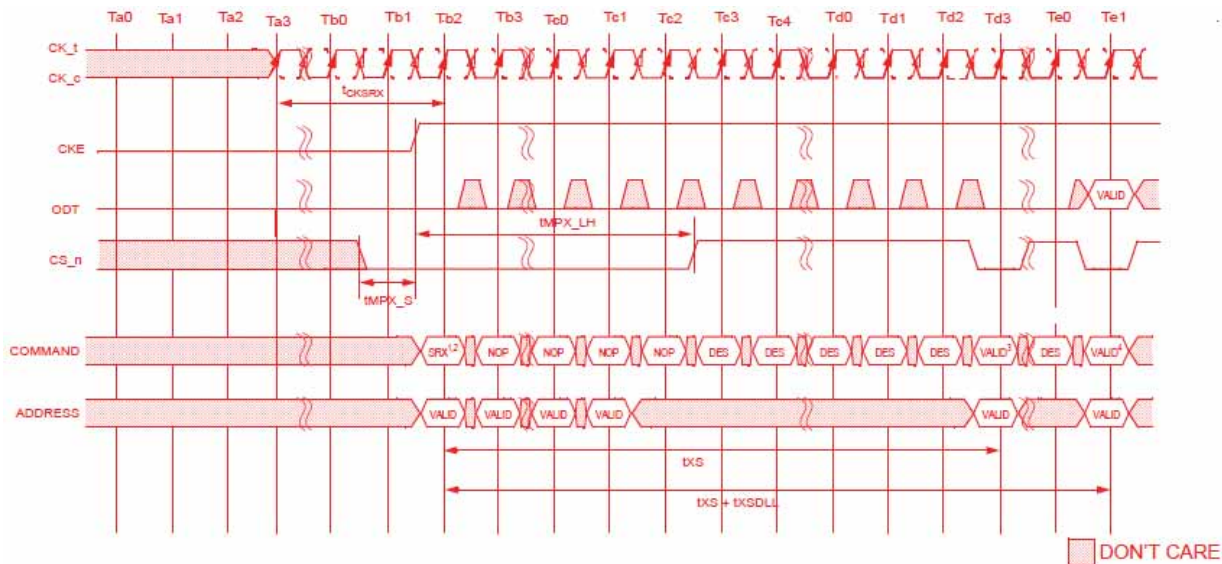 Ta0 Ta1 Ta2 Ta3 Tb0 Tb1 Tb2 Tb3 Tc0 Tc1 Tc2 Tc3 Tc4 Td0 Td1 Td2 Td3 Te0 Te1
CK_t
CK_c
tCKSRX
CKE
VALID
ODT
tMPX_LH
CS_n
tMPX_S
COMMAND SRX1,2 NOP NOP NOP NOP DES DES DES DES DES VALID3 DES VALID4
ADDRESS VALID VALID VALID VALID VALID VALID
tXS
tXS + tXSDLL
DON'T CARE